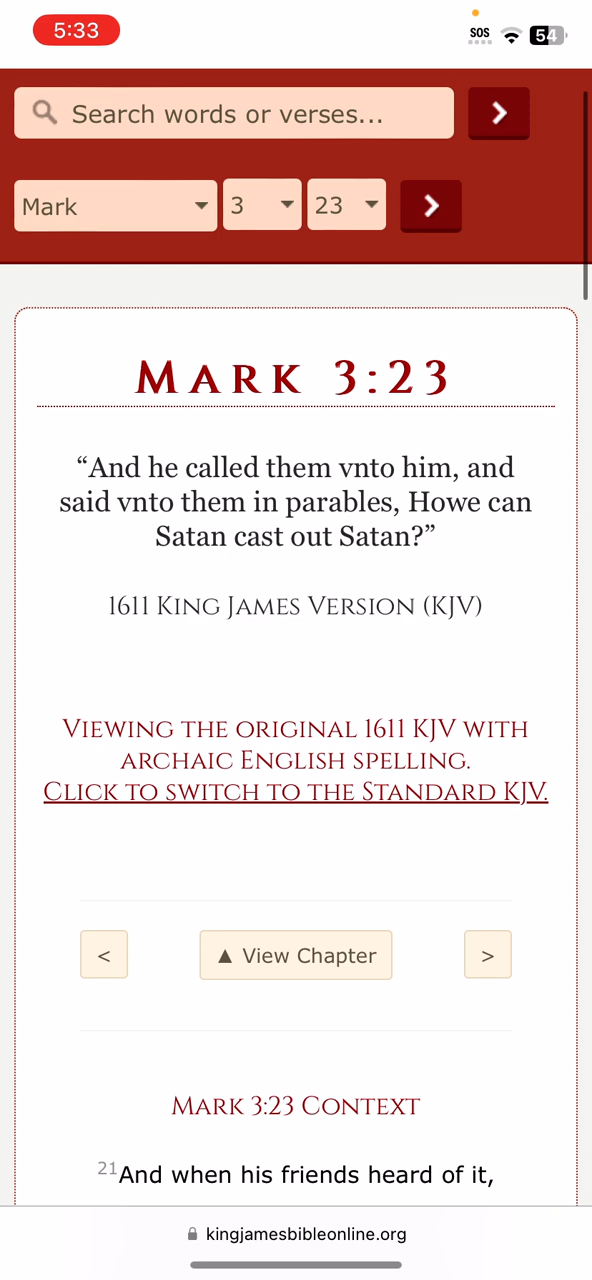 5:33
SOS
54
Search words or verses...
Mark
3
23
MARK 3:23
“And he called them vnto him, and
said vnto them in parables, Howe can
Satan cast out Satan?”
1611 KING JAMES VERSION (KJV)
VIEWING THE ORIGINAL 1611 KJV WITH
ARCHAIC ENGLISH SPELLING.
CLICK TO SWITCH TO THE STANDARD KJV.
<
▲ View Chapter
>
MARK 3:23 CONTEXT
21And when his friends heard of it,
kingjamesbibleonline.org